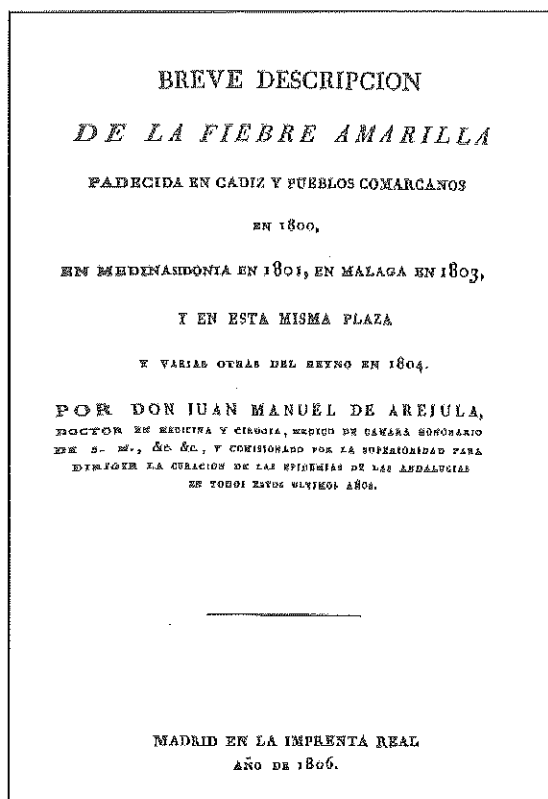 BREVE DESCRIPCION
DE LA FIEBRE AMARILLA
PADECIDA EN CADIZ Y PUEBLOS COMARCANOS
EN 1800,
EN MEDINASIDONIA EN 1801, EN MALAGA EN 1803,
Y EN ESTA MISMA PLAZA
Y VARIAS OTRAS DEL REYNO EN 1804.
POR DON JUAN MANUEL DE AREJULA,
DOCTOR EN MEDICINA Y CIRUGIA, MEDICO DE CAMARA HONORARIO
DE S. M., &c. &c., Y COMISIONADO POR LA SUPERIORIDAD PARA
DIRIGIR LA CURACION DE LAS EPIDEMIAS DE LAS ANDALUCIAS
EN TODOS ESTOS ULTIMOS AÑOS.
MADRID EN LA IMPRENTA REAL
AÑO DE 1806.